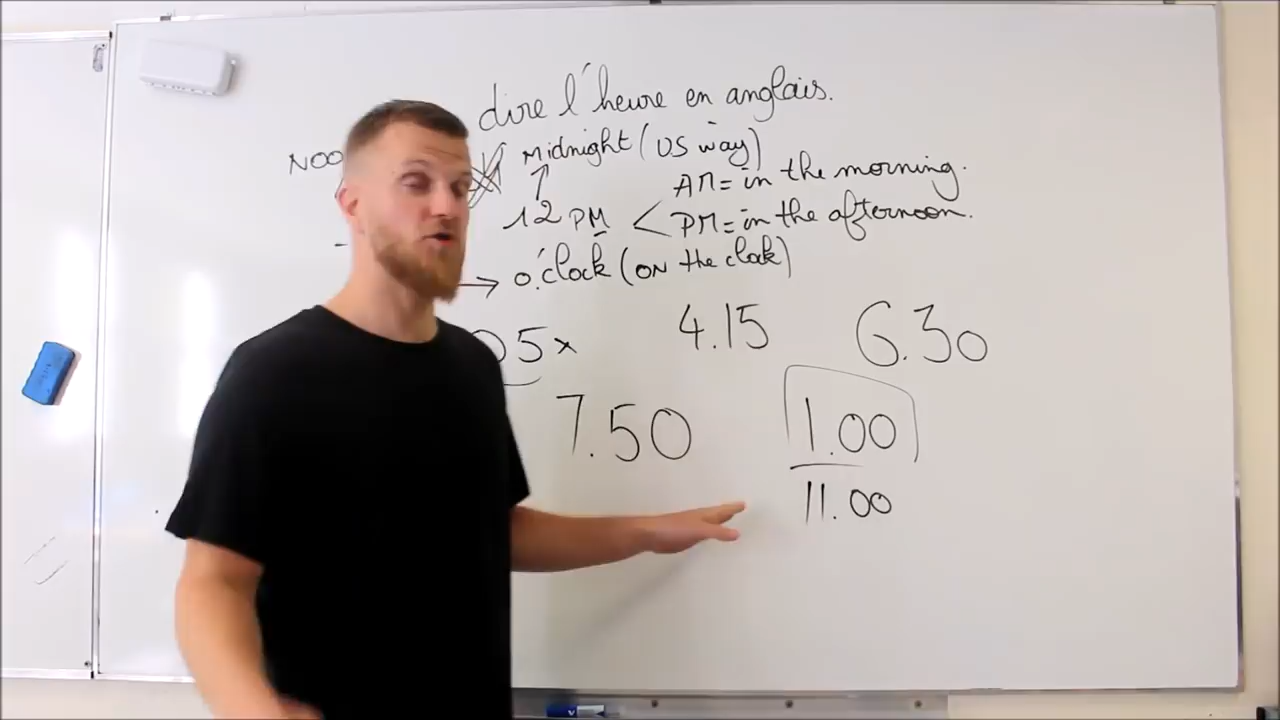 dire l'heure en anglais.
NOO Midnight (US way)
AM = in the morning.
12 PM < PM = in the afternoon.
→ o'clock (on the clock)
05 x 4.15 6.30
7.50 1.00
11.00